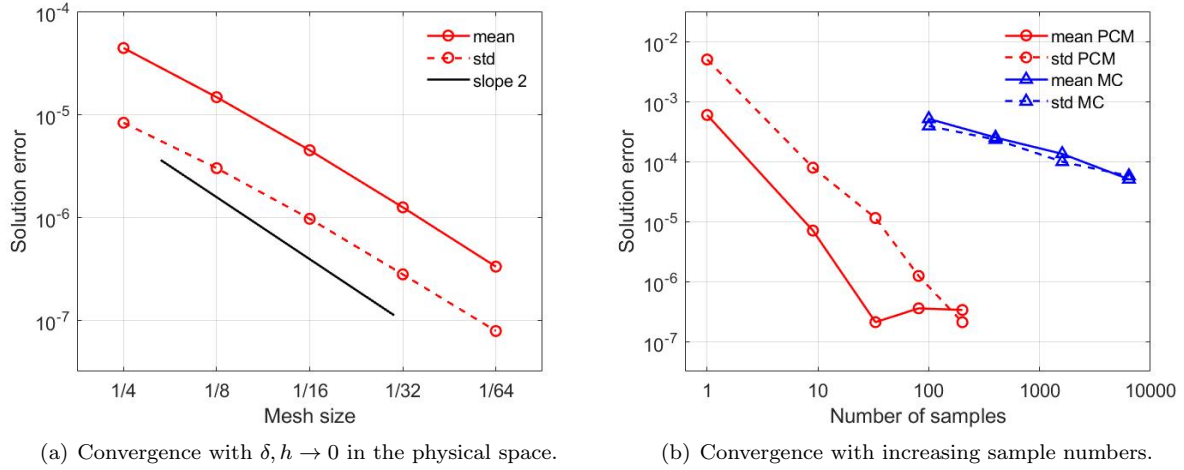 10⁻⁴
10⁻⁵
10⁻⁶
10⁻⁷
Solution error
mean
std
slope 2
1/4 1/8 1/16 1/32 1/64
Mesh size
(a) Convergence with δ, h → 0 in the physical space.
10⁻²
10⁻³
10⁻⁴
10⁻⁵
10⁻⁶
10⁻⁷
Solution error
mean PCM
std PCM
mean MC
std MC
1 10 100 1000 10000
Number of samples
(b) Convergence with increasing sample numbers.